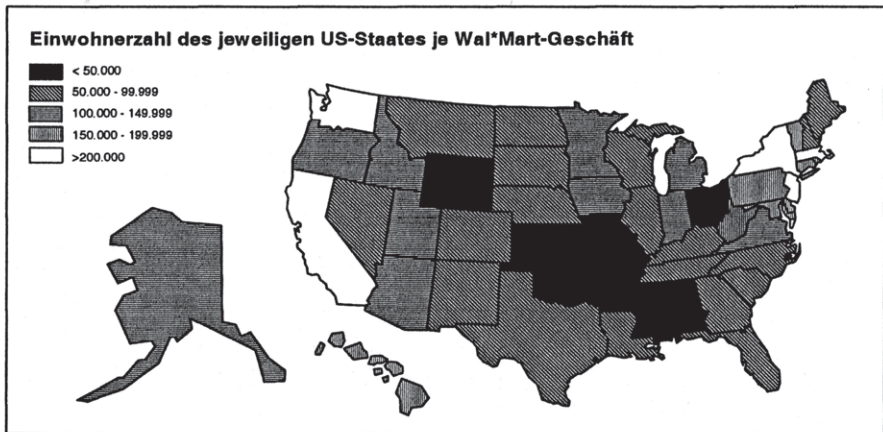 Einwohnerzahl des jeweiligen US-Staates je Wal*Mart-Geschäft
< 50.000
50.000 - 99.999
100.000 - 149.999
150.000 - 199.999
>200.000